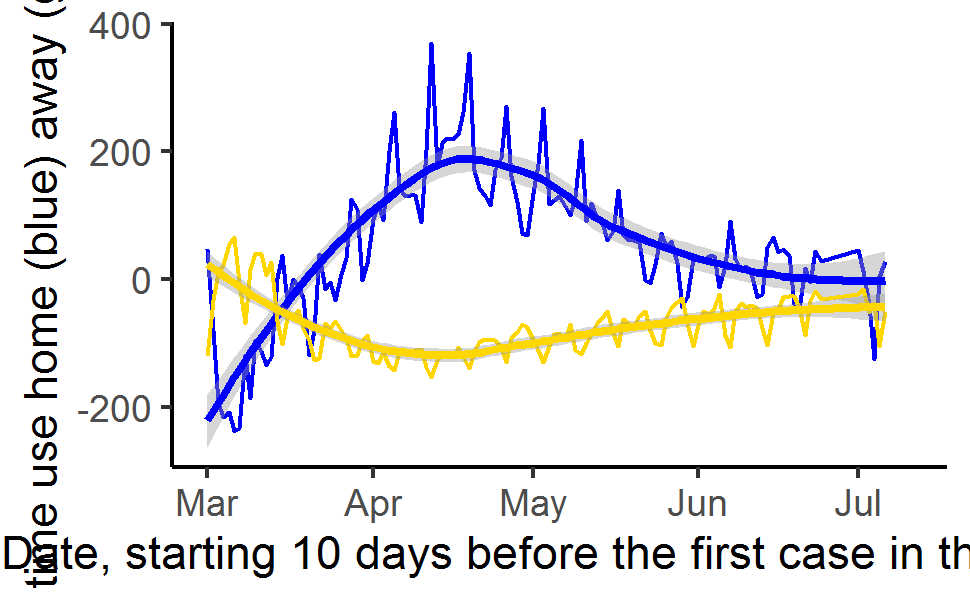 time use home (blue) away (
400
200
0
-200
Mar Apr May Jun Jul
Date, starting 10 days before the first case in th